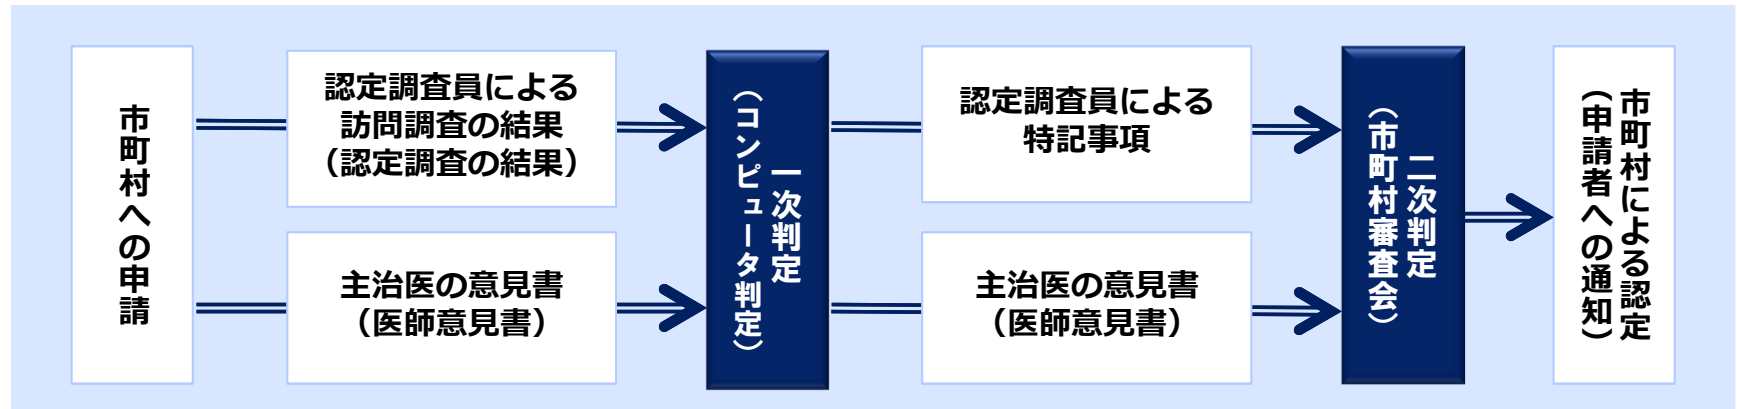 市町村への申請
認定調査員による
訪問調査の結果
（認定調査の結果）
主治医の意見書
（医師意見書）
一次判定
（コンピュータ判定）
認定調査員による
特記事項
主治医の意見書
（医師意見書）
二次判定
（市町村審査会）
市町村による認定
（申請者への通知）